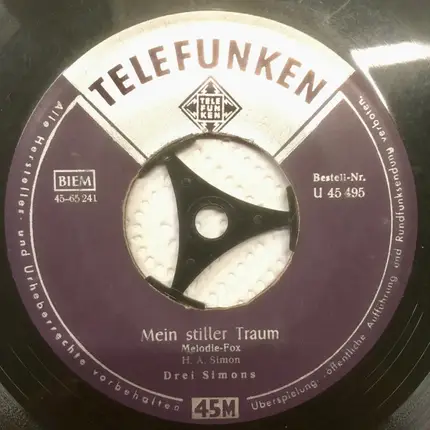 TELEFUNKEN
TELE
FUN
KEN
BIEM
45-65 241
Bestell-Nr.
U 45 495
Mein stiller Traum
Melodie-Fox
H. A. Simon
Drei Simons
Alle Hersteller- und Urheberrechte vorbehalten
45M
Überspielung, öffentliche Aufführung und Rundfunksendung verboten.